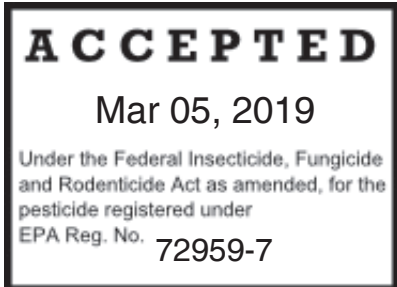 ACCEPTED
Mar 05, 2019
Under the Federal Insecticide, Fungicide
and Rodenticide Act as amended, for the
pesticide registered under
EPA Reg. No. 72959-7